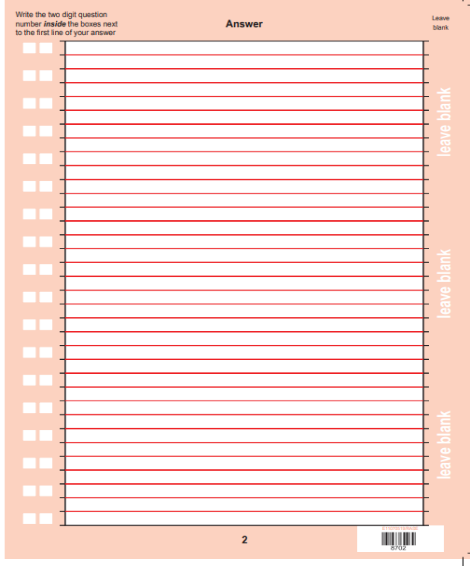 Write the two digit question
number inside the boxes next
to the first line of your answer
Answer
Leave
blank
leave blank
leave blank
leave blank
2
8702